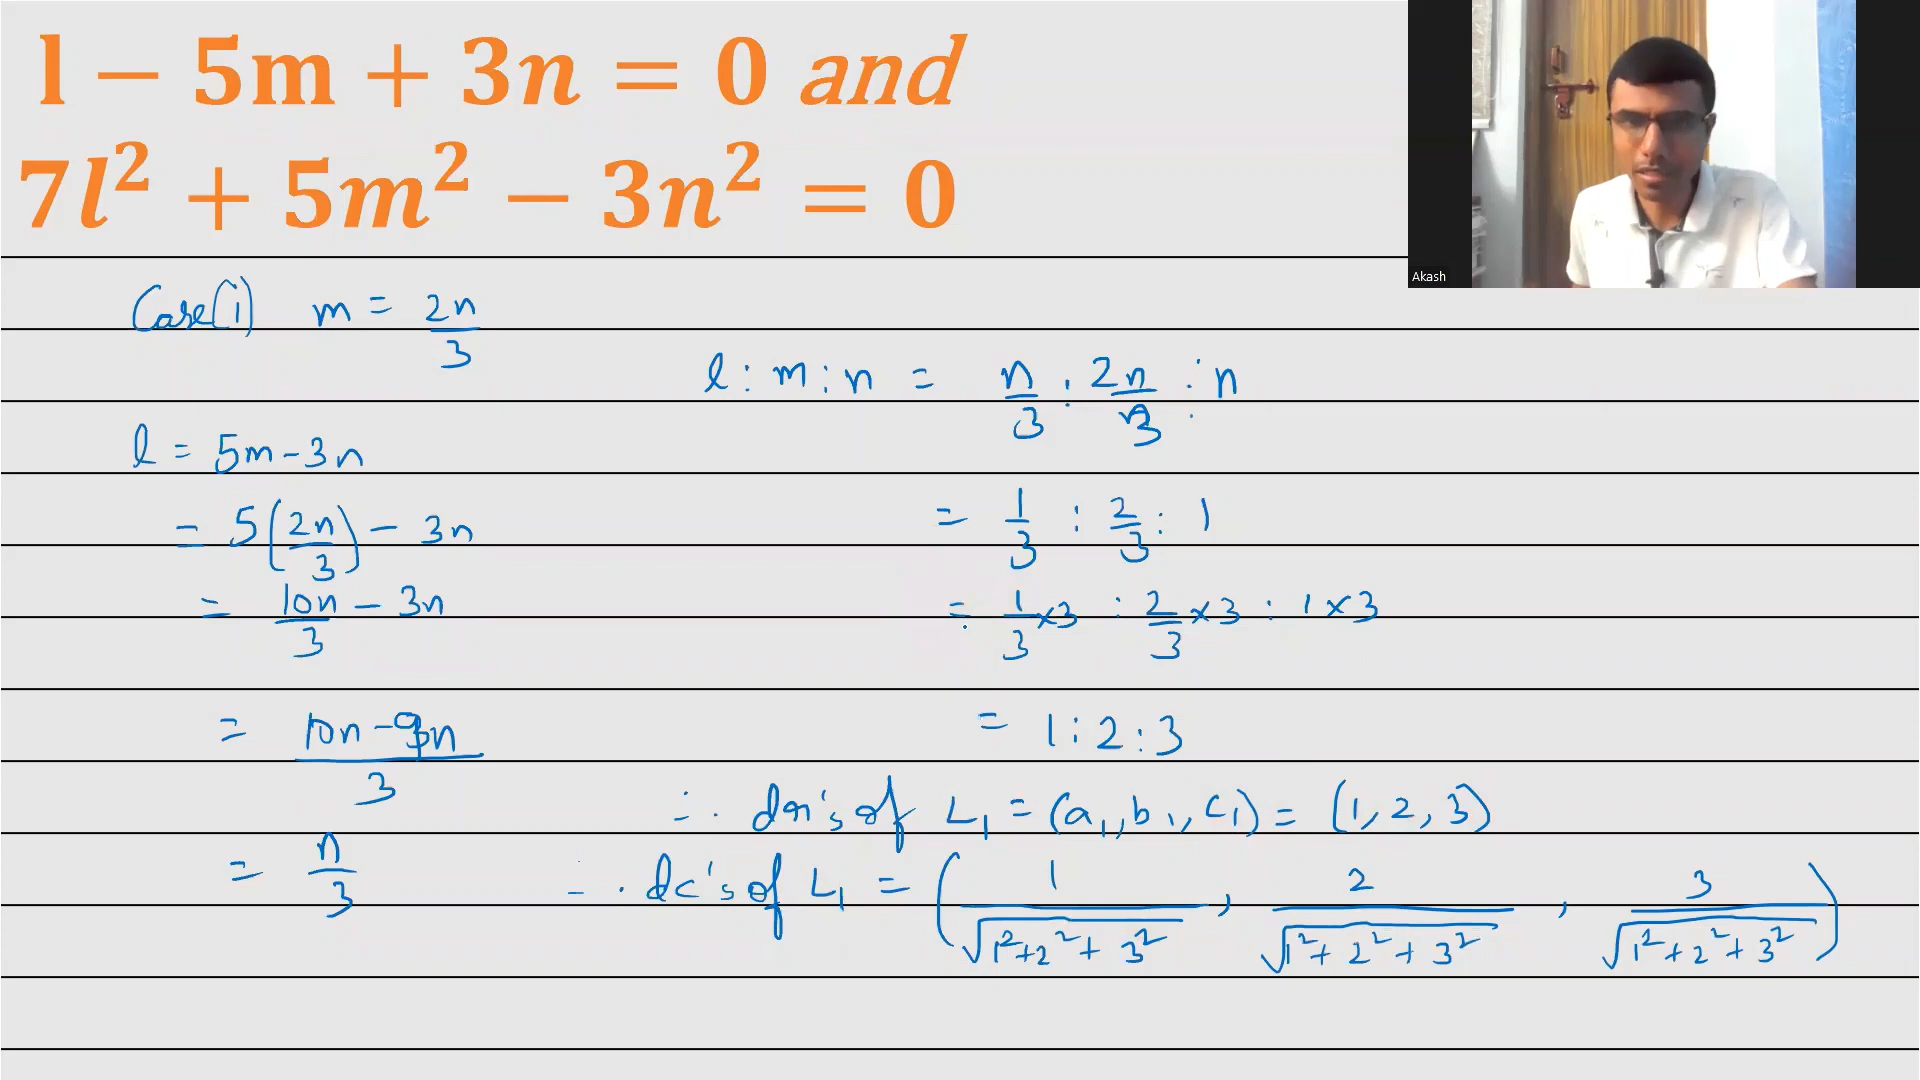 l − 5m + 3n = 0 and
7l² + 5m² − 3n² = 0
Akash
Case(i) m = 2n/3
l = 5m - 3n
= 5(2n/3) - 3n
= 10n/3 - 3n
= (10n - 9n)/3
= n/3
l : m : n = n/3 : 2n/3 : n
= 1/3 : 2/3 : 1
= 1/3 × 3 : 2/3 × 3 : 1 × 3
= 1 : 2 : 3
∴ dr's of L₁ = (a₁, b₁, c₁) = (1, 2, 3)
∴ dc's of L₁ = (1/√(1²+2²+3²), 2/√(1²+2²+3²), 3/√(1²+2²+3²))